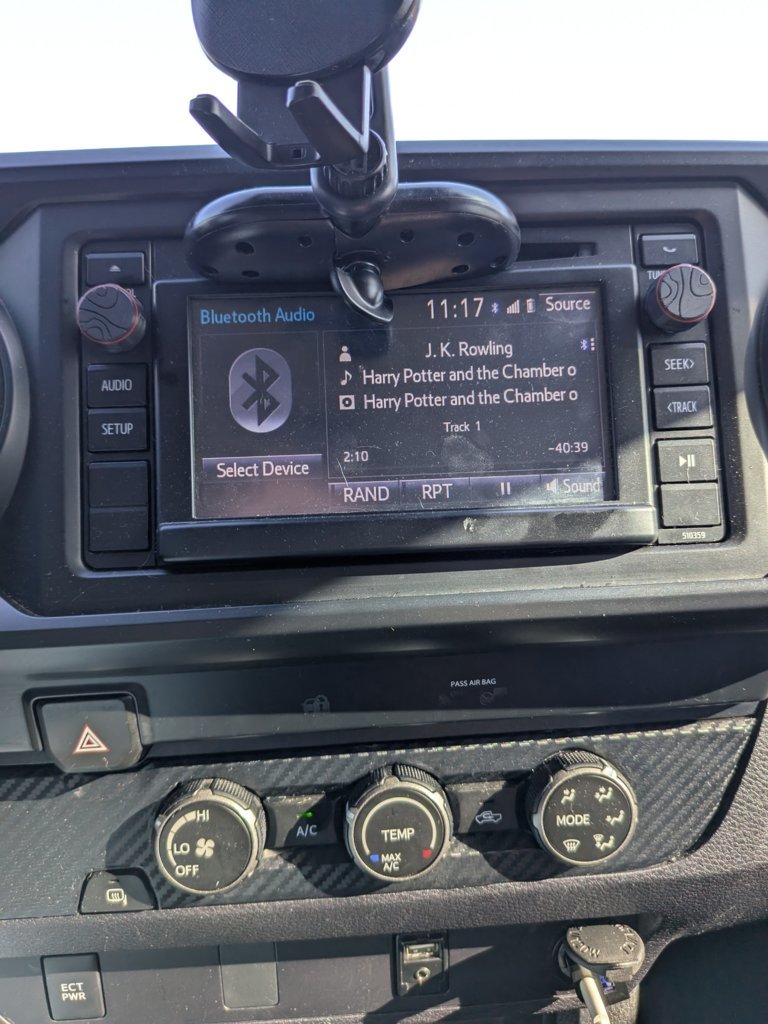 TUNE
Bluetooth Audio
11:17
Source
J. K. Rowling
Harry Potter and the Chamber o
Harry Potter and the Chamber o
Track 1
2:10
-40:39
Select Device
RAND
RPT
Sound
AUDIO
SETUP
SEEK>
<TRACK
510359
PASS AIR BAG
HI
LO
OFF
A/C
TEMP
MAX
A/C
MODE
ECT
PWR